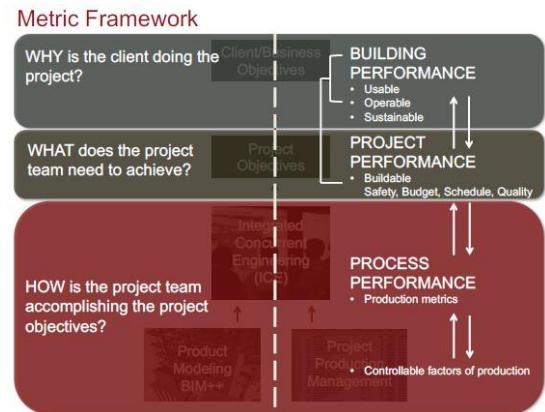 Metric Framework
WHY is the client doing the
project?
Client/Business
Objectives
BUILDING
PERFORMANCE
• Usable
• Operable
• Sustainable
WHAT does the project
team need to achieve?
Project
Objectives
PROJECT
PERFORMANCE
• Buildable
Safety, Budget, Schedule, Quality
HOW is the project team
accomplishing the project
objectives?
Integrated
Concurrent
Engineering
(ICE)
PROCESS
PERFORMANCE
• Production metrics
Product
Modeling
BIM++
Project
Production
Management
• Controllable factors of production